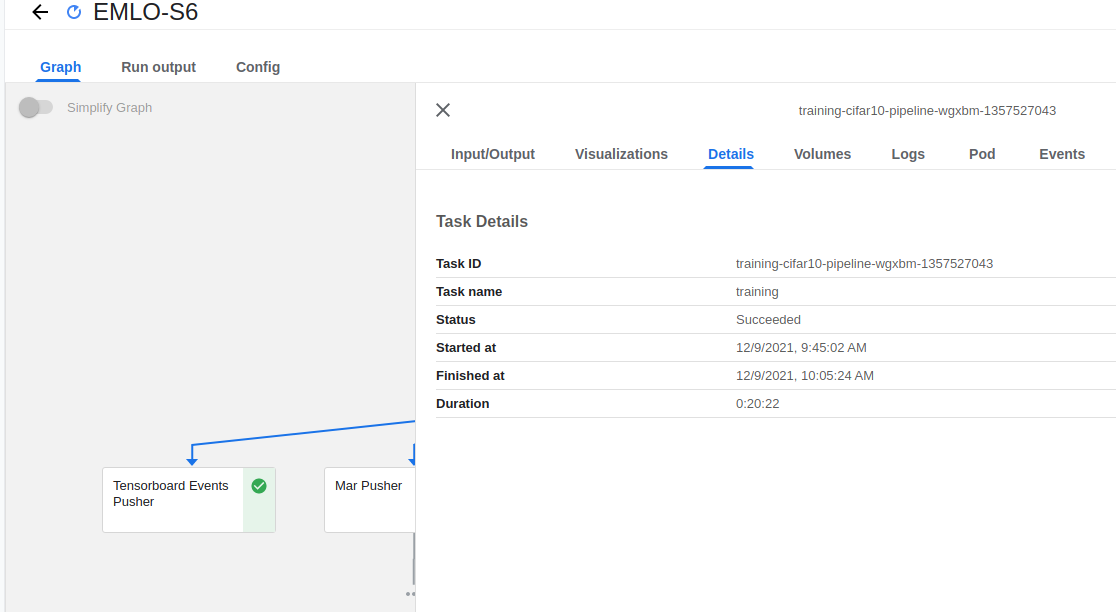 EMLO-S6
Graph
Run output
Config
Simplify Graph
training-cifar10-pipeline-wgxbm-1357527043
Input/Output
Visualizations
Details
Volumes
Logs
Pod
Events
Task Details
Task ID
training-cifar10-pipeline-wgxbm-1357527043
Task name
training
Status
Succeeded
Started at
12/9/2021, 9:45:02 AM
Finished at
12/9/2021, 10:05:24 AM
Duration
0:20:22
Tensorboard Events
Pusher
Mar Pusher